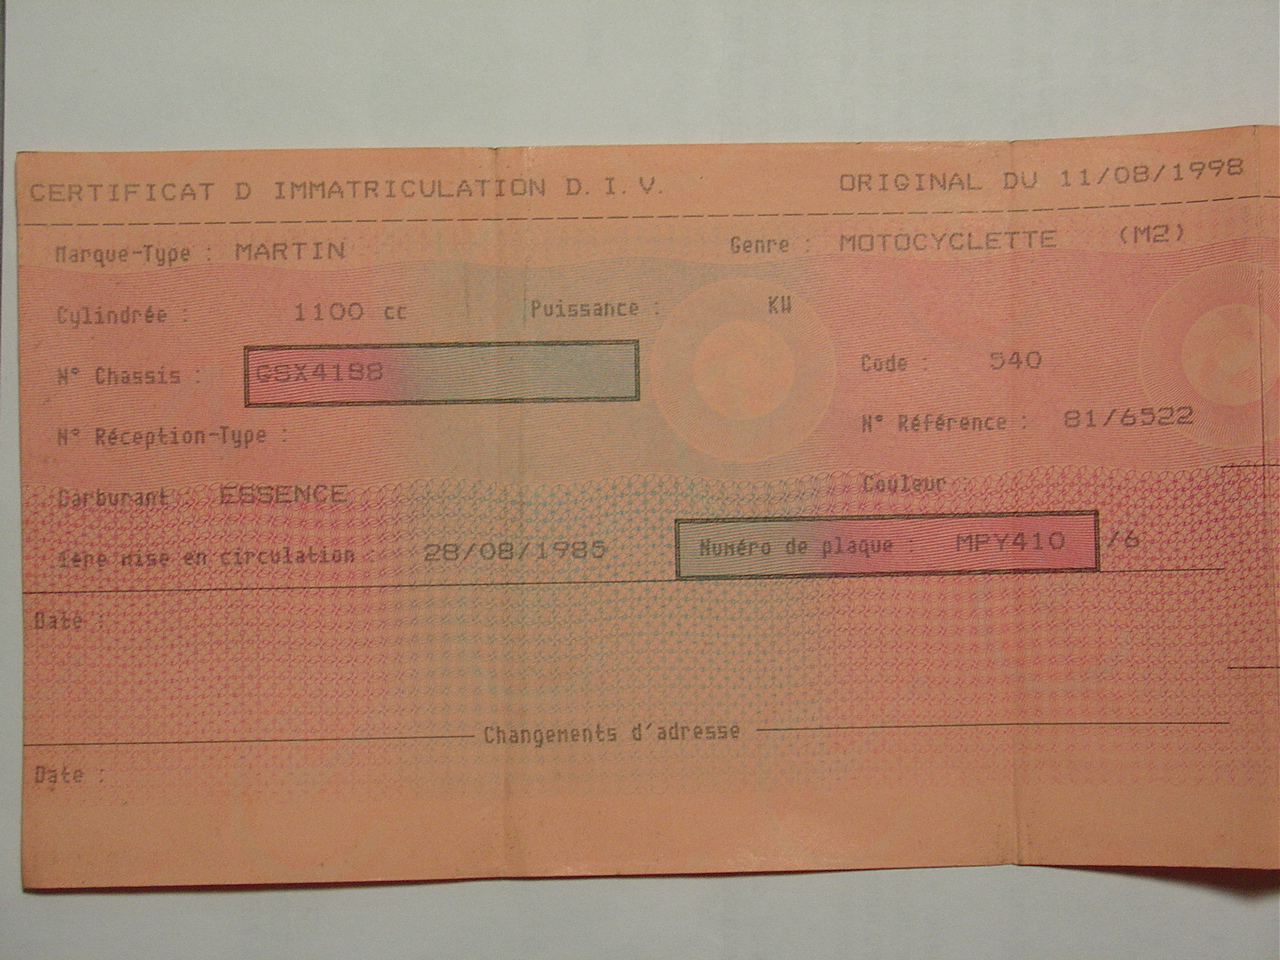 CERTIFICAT D IMMATRICULATION D.I.V. ORIGINAL DU 11/08/1998
Marque-Type : MARTIN Genre : MOTOCYCLETTE (M2)
Cylindrée : 1100 cc Puissance : KW
N° Chassis : GSX4188 Code : 540
N° Réception-Type : N° Référence : 81/6522
Carburant : ESSENCE Couleur :
1ère mise en circulation : 28/08/1985 Numéro de plaque : MPY410 /6
Date :
Changements d'adresse
Date :